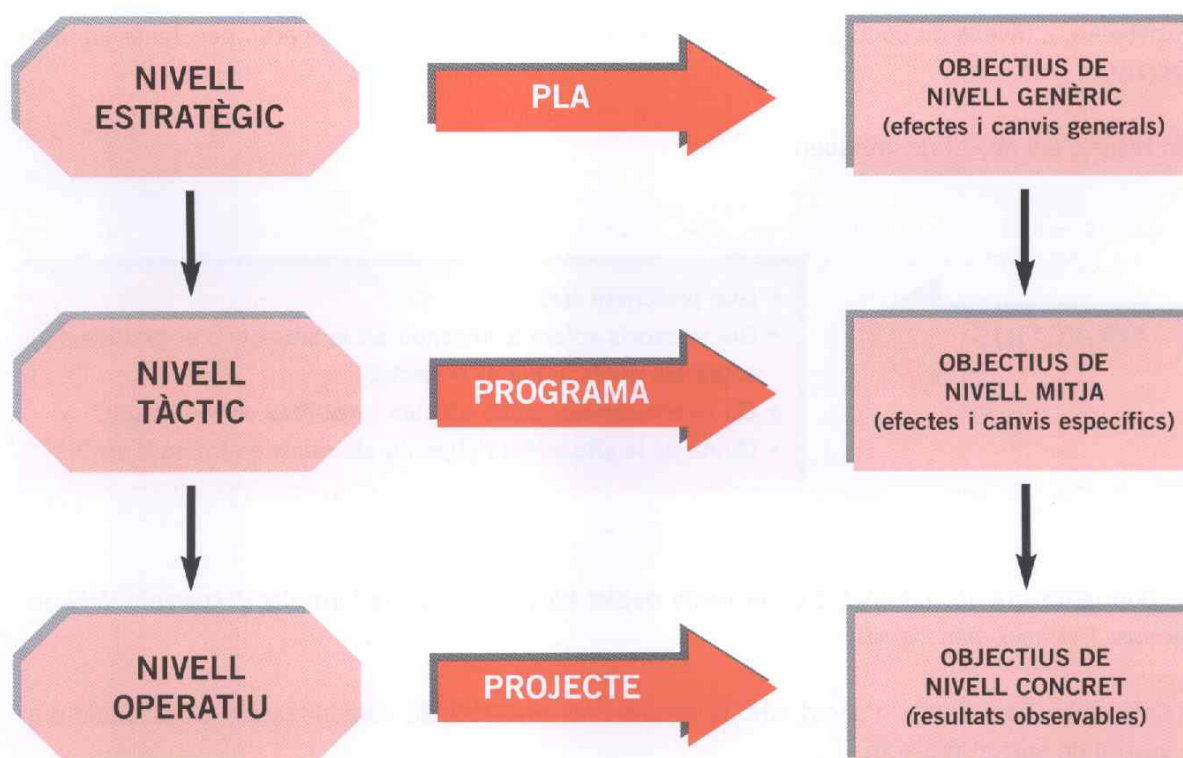 NIVELL
ESTRATÈGIC
PLA
OBJECTIUS DE
NIVELL GENÈRIC
(efectes i canvis generals)
NIVELL
TÀCTIC
PROGRAMA
OBJECTIUS DE
NIVELL MITJA
(efectes i canvis específics)
NIVELL
OPERATIU
PROJECTE
OBJECTIUS DE
NIVELL CONCRET
(resultats observables)